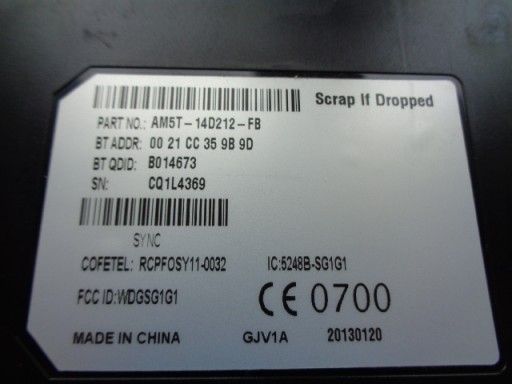 Scrap If Dropped
PART NO.: AM5T-14D212-FB
BT ADDR: 00 21 CC 35 9B 9D
BT QDID: B014673
SN: CQ1L4369
SYNC
COFETEL: RCPFOSY11-0032 IC:5248B-SG1G1
FCC ID:WDGSG1G1 CE 0700
MADE IN CHINA GJV1A 20130120